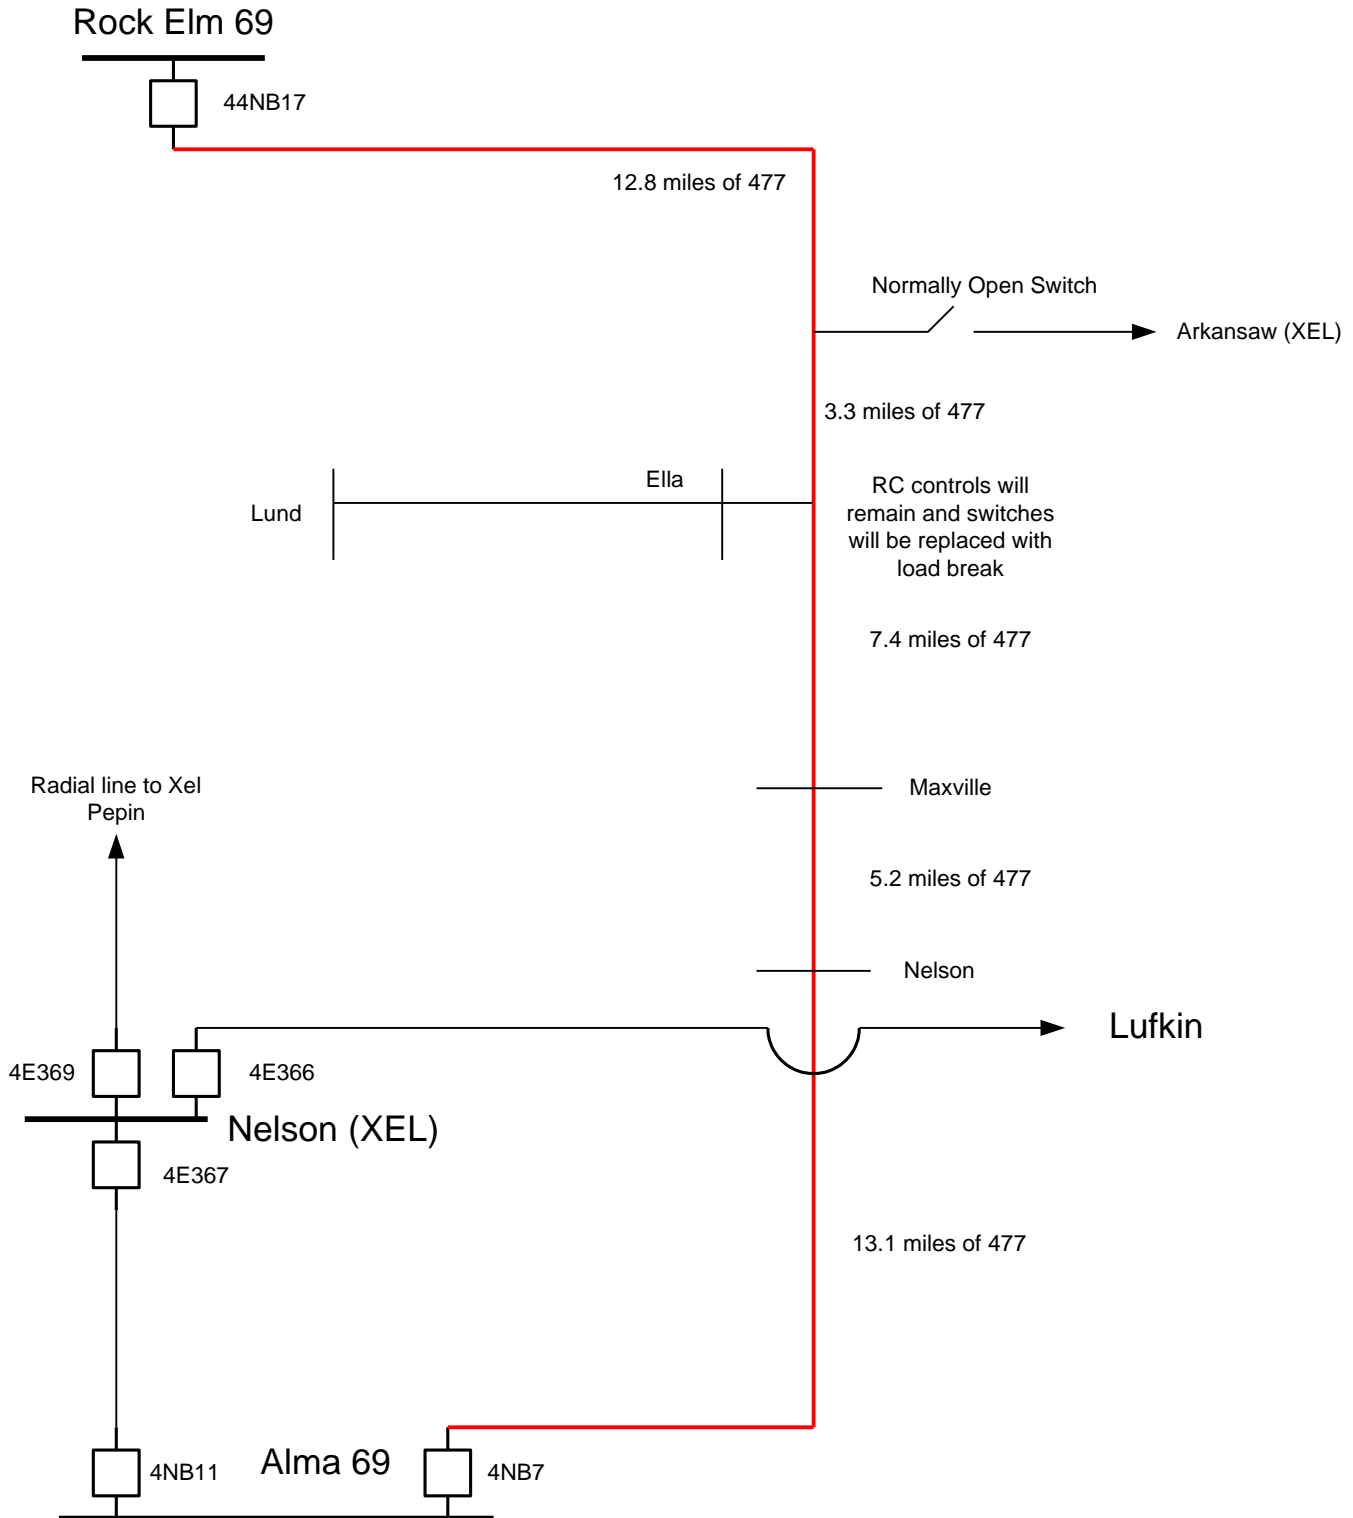 Rock Elm 69
44NB17
12.8 miles of 477
Normally Open Switch
Arkansaw (XEL)
3.3 miles of 477
Ella
Lund
RC controls will
remain and switches
will be replaced with
load break
7.4 miles of 477
Radial line to Xel
Pepin
Maxville
5.2 miles of 477
Nelson
Lufkin
4E369
4E366
Nelson (XEL)
4E367
13.1 miles of 477
4NB11
Alma 69
4NB7